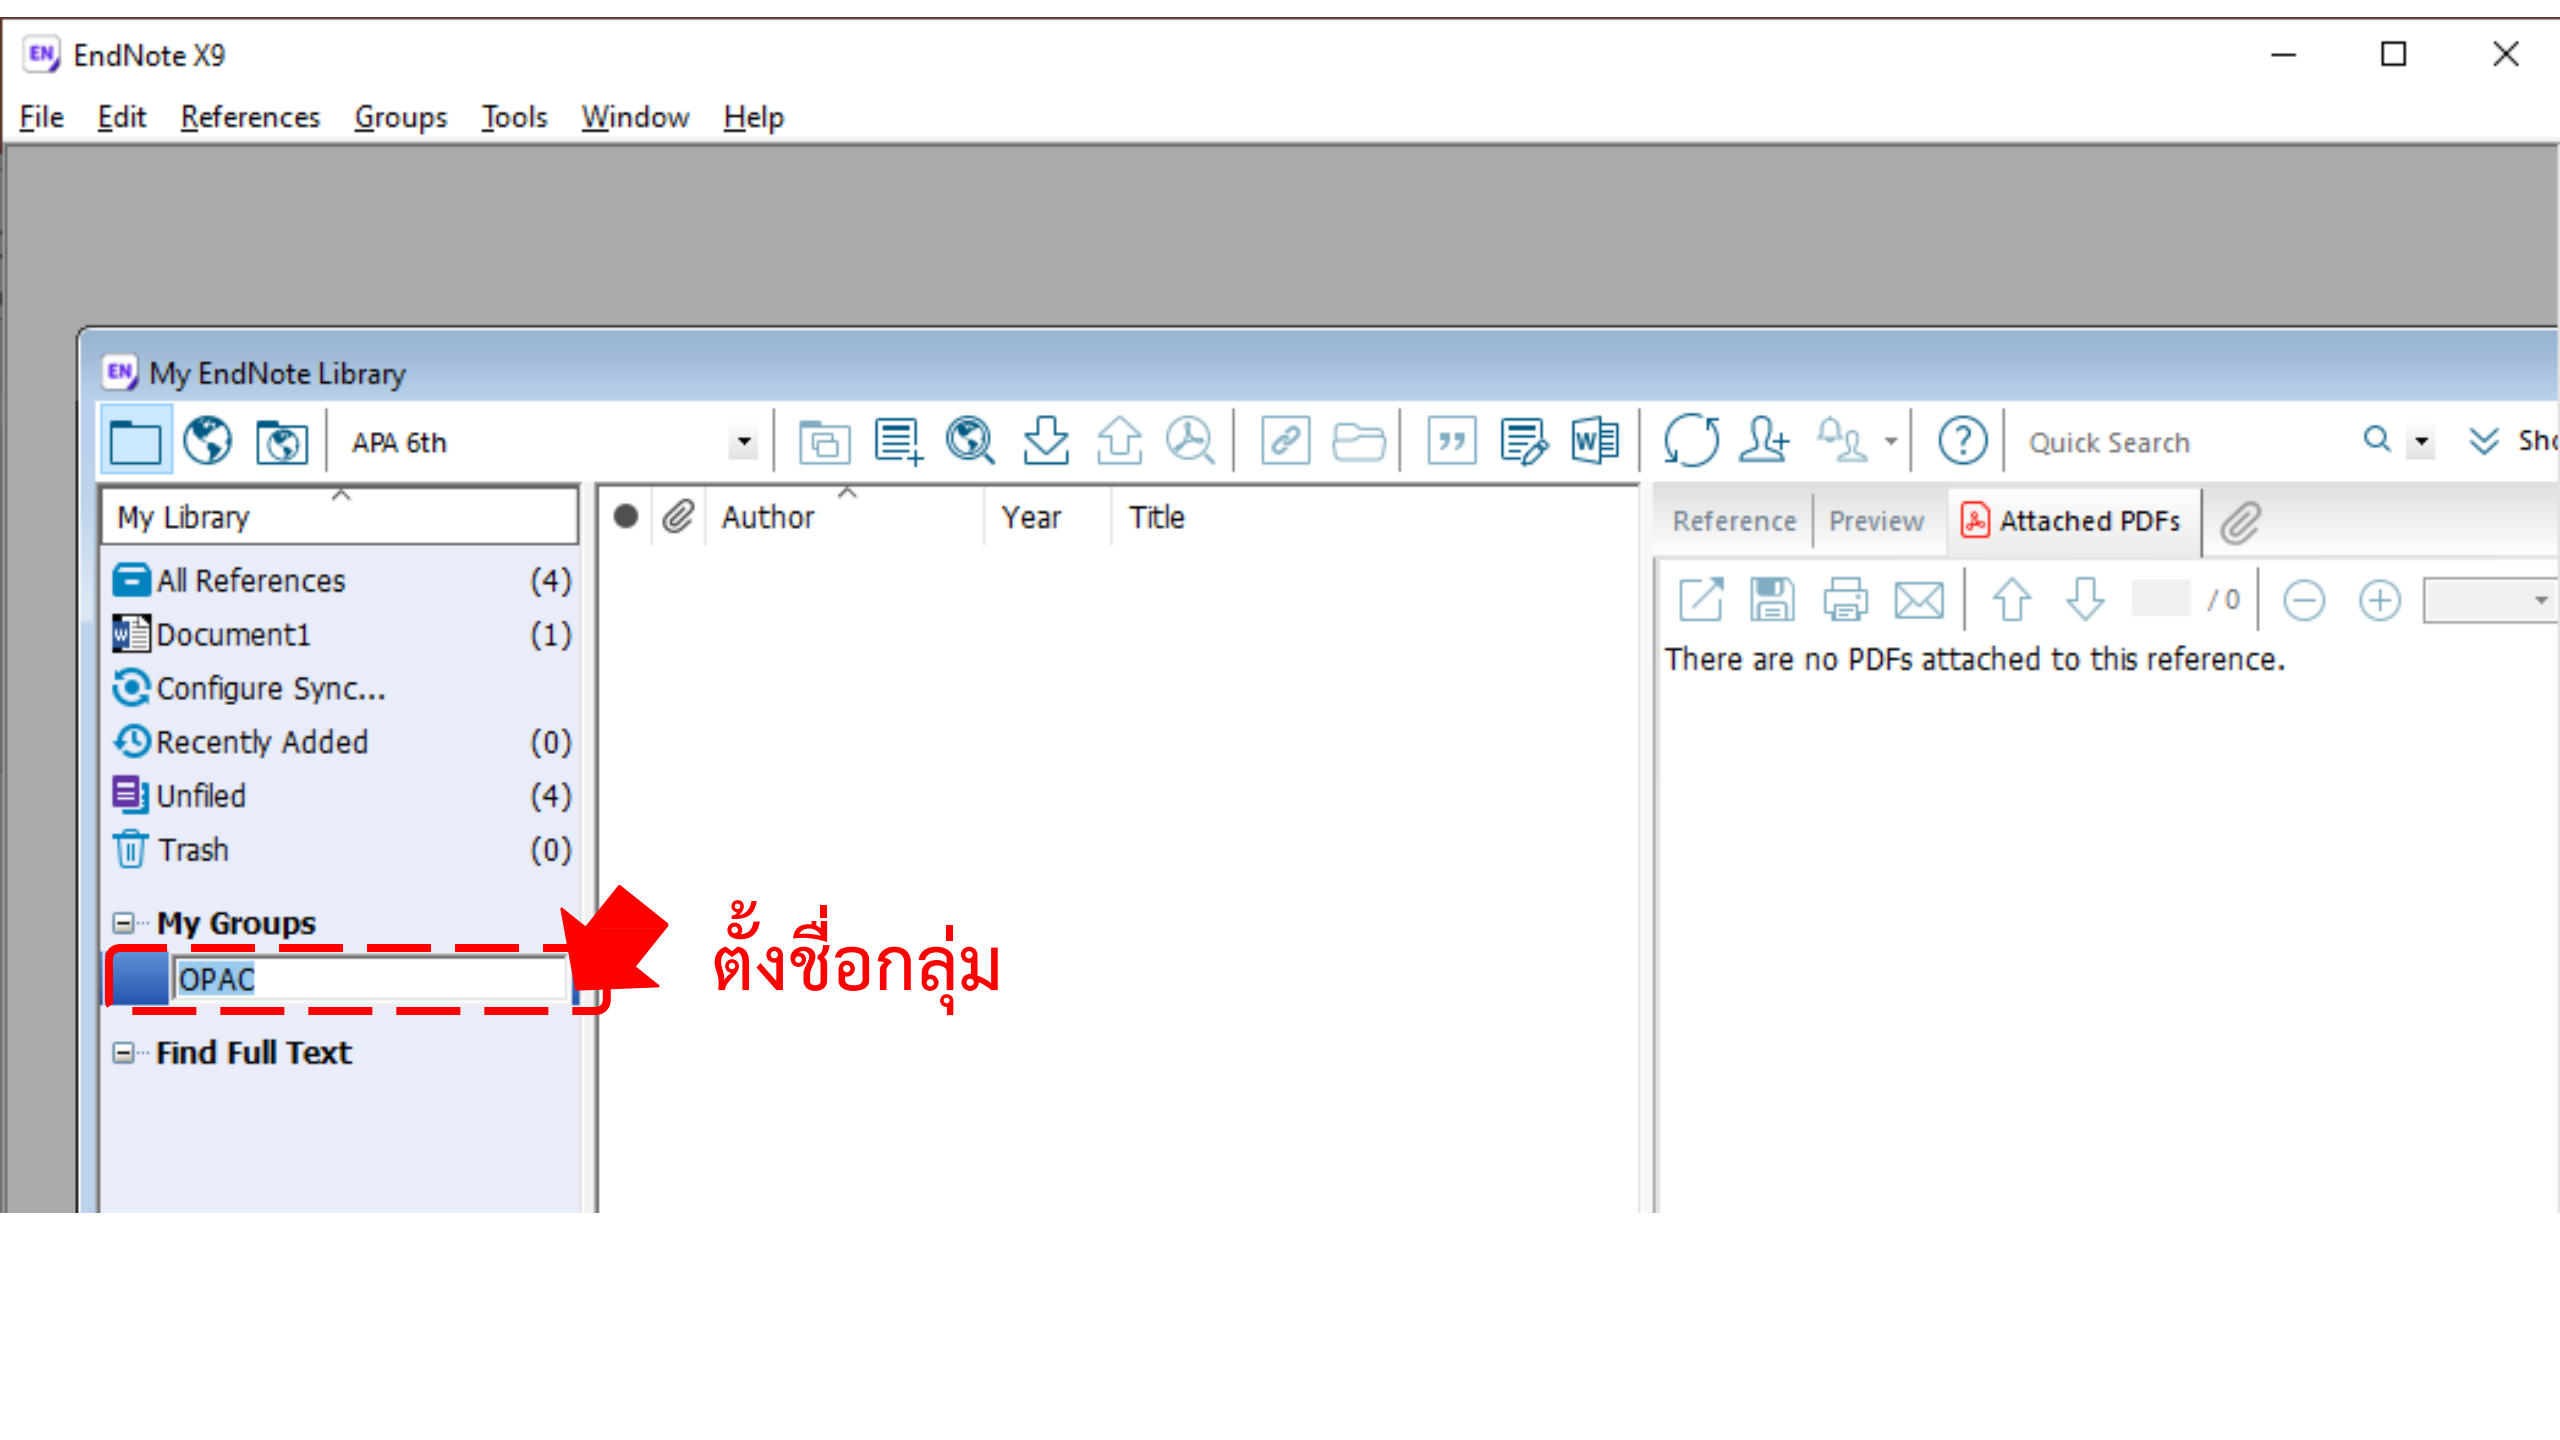 EndNote X9
File Edit References Groups Tools Window Help
My EndNote Library
APA 6th Quick Search
My Library
Author Year Title
Reference Preview Attached PDFs
All References (4)
Document1 (1)
Configure Sync...
Recently Added (0)
Unfiled (4)
Trash (0)
/ 0
There are no PDFs attached to this reference.
My Groups
OPAC
ตั้งชื่อกลุ่ม
Find Full Text